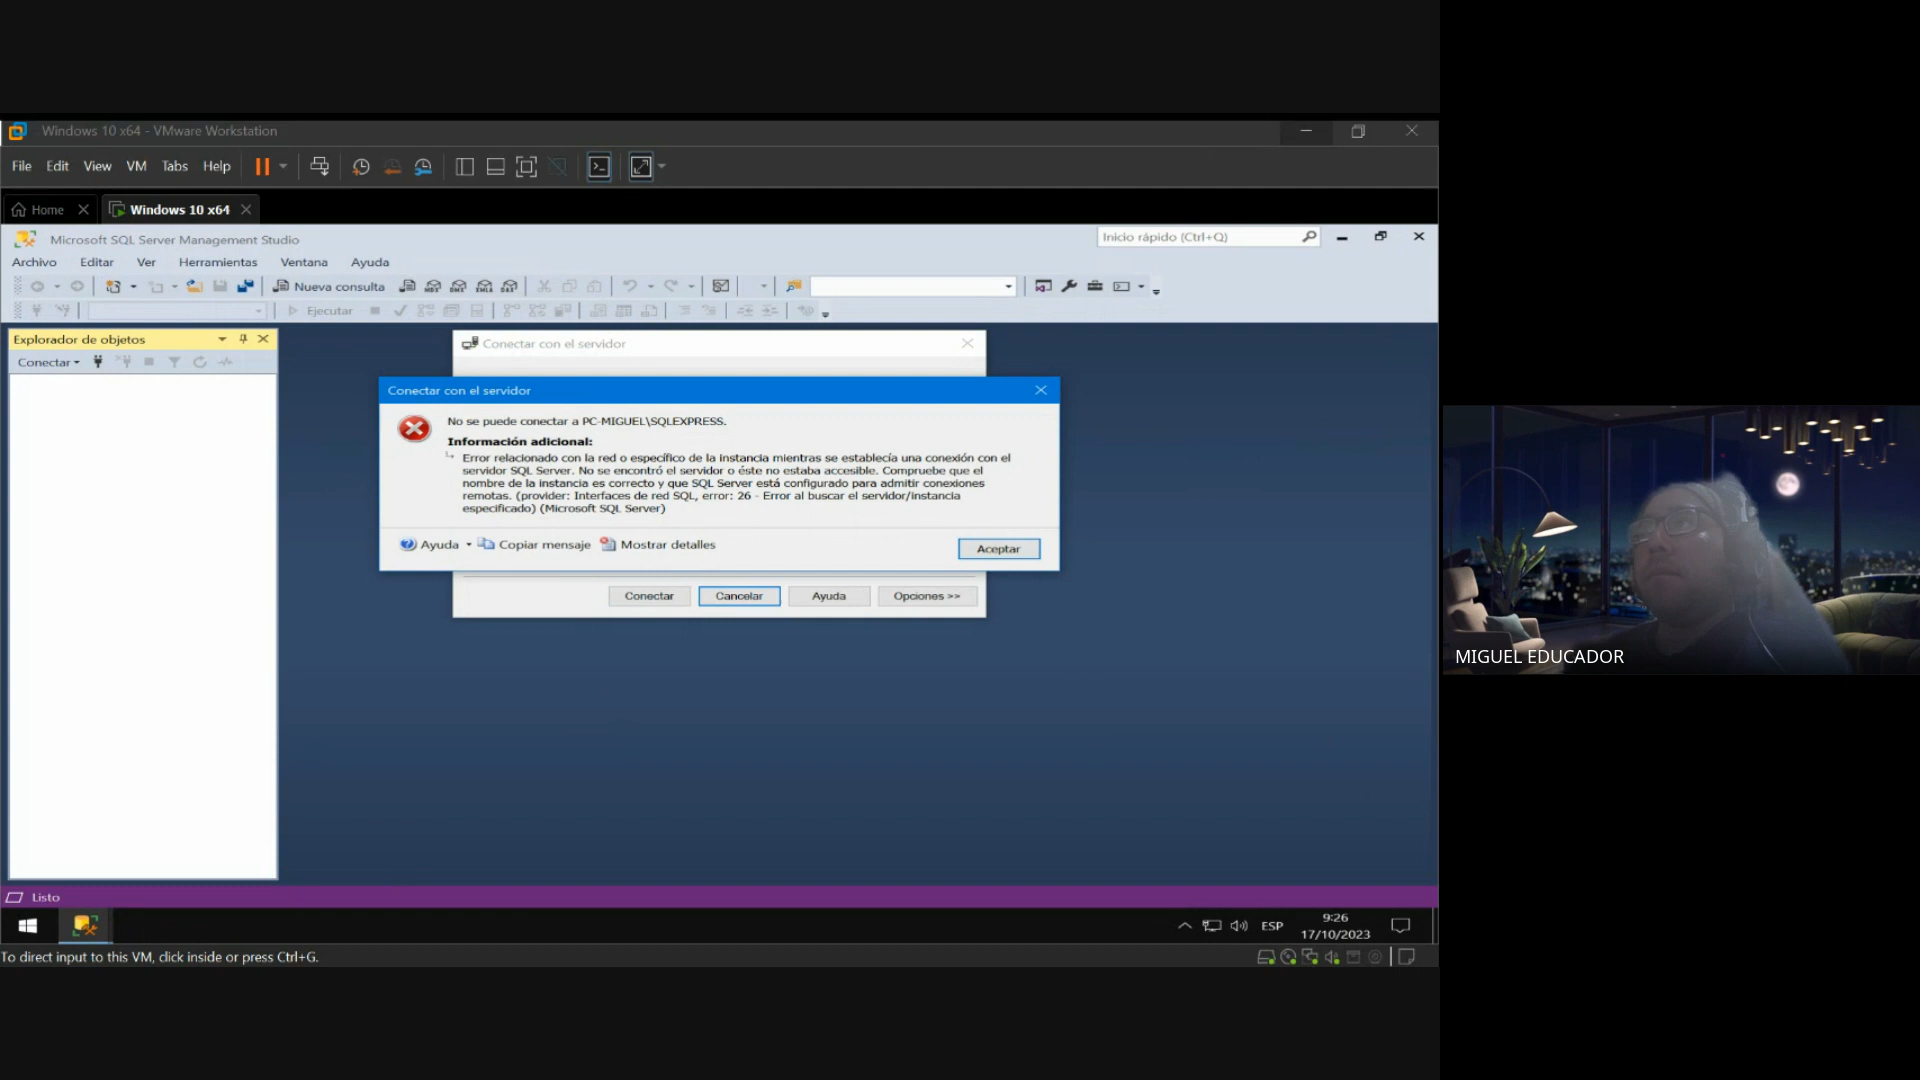 Windows 10 x64 - VMware Workstation
File Edit View VM Tabs Help
Home Windows 10 x64
Microsoft SQL Server Management Studio Inicio rápido (Ctrl+Q)
Archivo Editar Ver Herramientas Ventana Ayuda
Nueva consulta
Ejecutar
Explorador de objetos
Conectar
Conectar con el servidor
Conectar con el servidor
No se puede conectar a PC-MIGUEL\SQLEXPRESS.
Información adicional:
Error relacionado con la red o específico de la instancia mientras se establecía una conexión con el
servidor SQL Server. No se encontró el servidor o éste no estaba accesible. Compruebe que el
nombre de la instancia es correcto y que SQL Server está configurado para admitir conexiones
remotas. (provider: Interfaces de red SQL, error: 26 - Error al buscar el servidor/instancia
especificado) (Microsoft SQL Server)
Ayuda Copiar mensaje Mostrar detalles Aceptar
Conectar Cancelar Ayuda Opciones >>
MIGUEL EDUCADOR
Listo
ESP
9:26
17/10/2023
To direct input to this VM, click inside or press Ctrl+G.